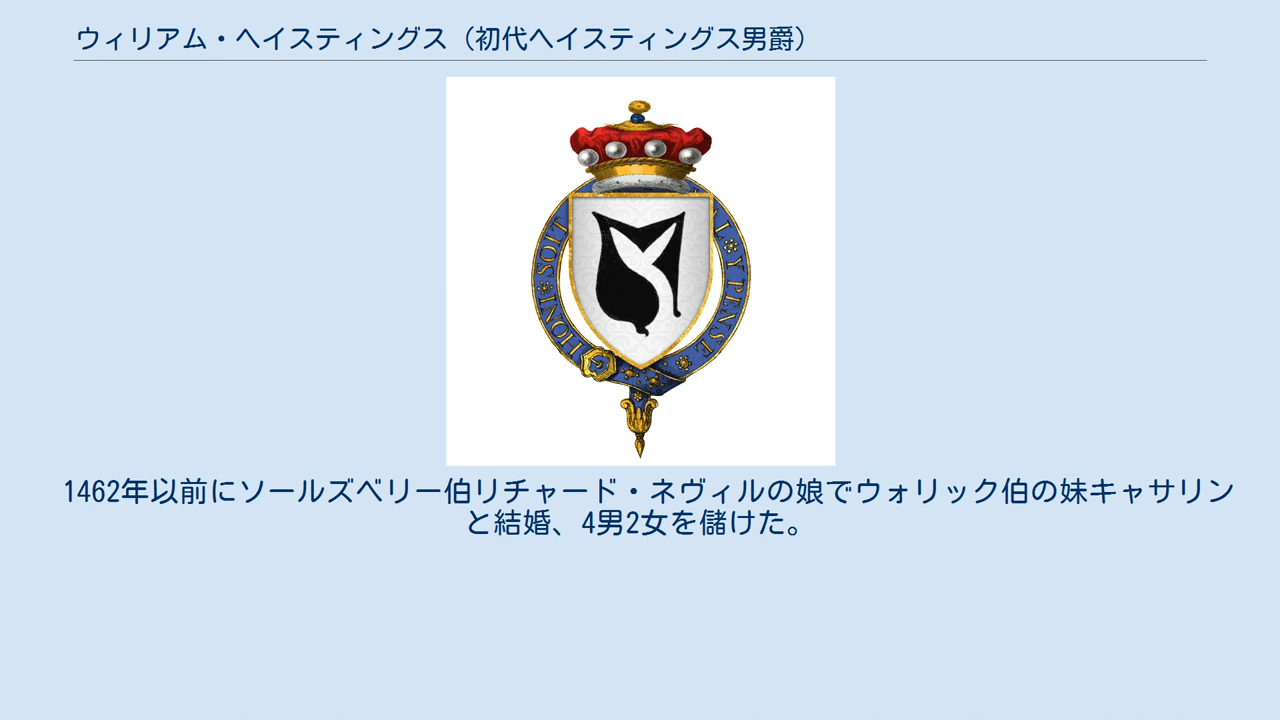 ウィリアム・ヘイスティングス（初代ヘイスティングス男爵）
HONI SOIT
AL Y PENSE
1462年以前にソールズベリー伯リチャード・ネヴィルの娘でウォリック伯の妹キャサリン
と結婚、4男2女を儲けた。